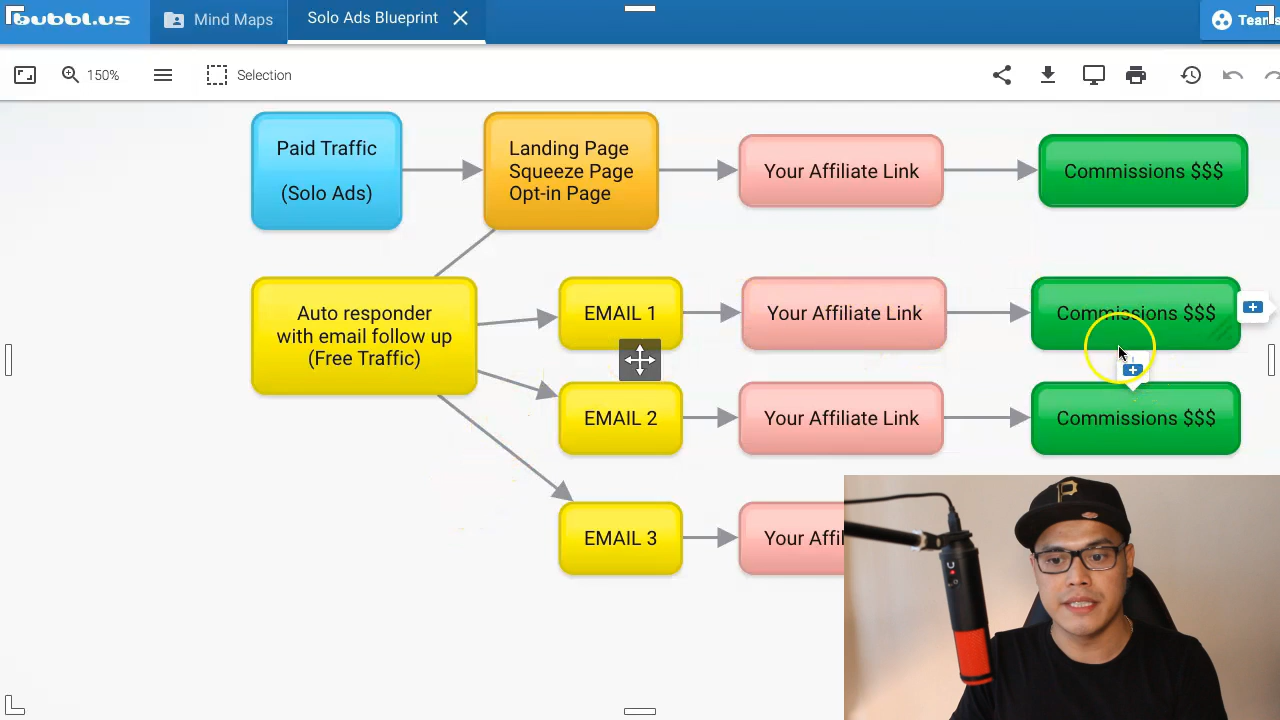 bubbl.us
Mind Maps
Solo Ads Blueprint
Team
150%
Selection
Paid Traffic
(Solo Ads)
Landing Page
Squeeze Page
Opt-in Page
Your Affiliate Link
Commissions $$$
Auto responder
with email follow up
(Free Traffic)
EMAIL 1
Your Affiliate Link
Commissions $$$
EMAIL 2
Your Affiliate Link
Commissions $$$
EMAIL 3
Your Affil
P